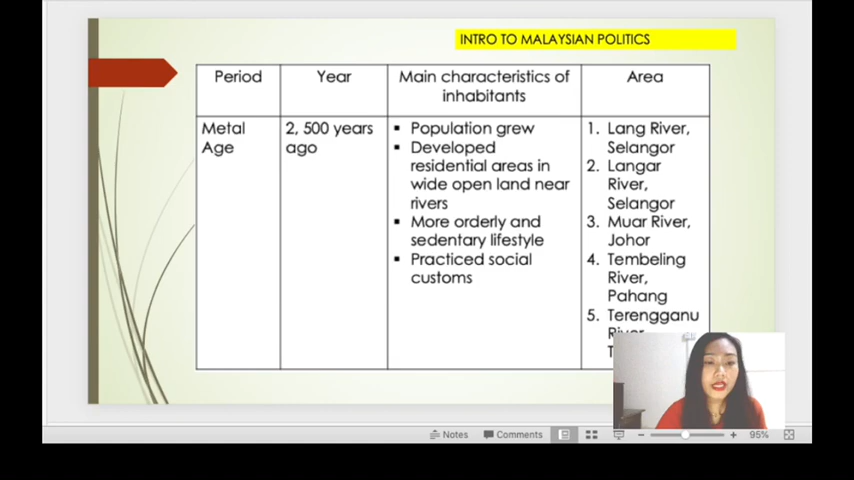 INTRO TO MALAYSIAN POLITICS
Period
Year
Main characteristics of
inhabitants
Area
Metal
Age
2, 500 years
ago
▪ Population grew
▪ Developed
residential areas in
wide open land near
rivers
▪ More orderly and
sedentary lifestyle
▪ Practiced social
customs
1. Lang River,
Selangor
2. Langar
River,
Selangor
3. Muar River,
Johor
4. Tembeling
River,
Pahang
5. Terengganu
Notes
Comments
95%